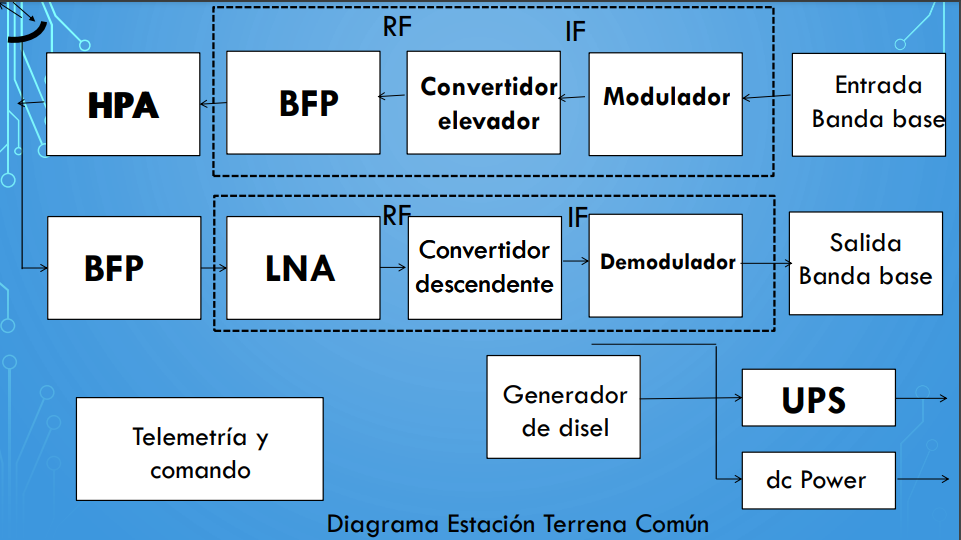 RF
IF
HPA
BFP
Convertidor
elevador
Modulador
Entrada
Banda base
RF
IF
BFP
LNA
Convertidor
descendente
Demodulador
Salida
Banda base
Generador
de disel
UPS
Telemetría y
comando
dc Power
Diagrama Estación Terrena Común